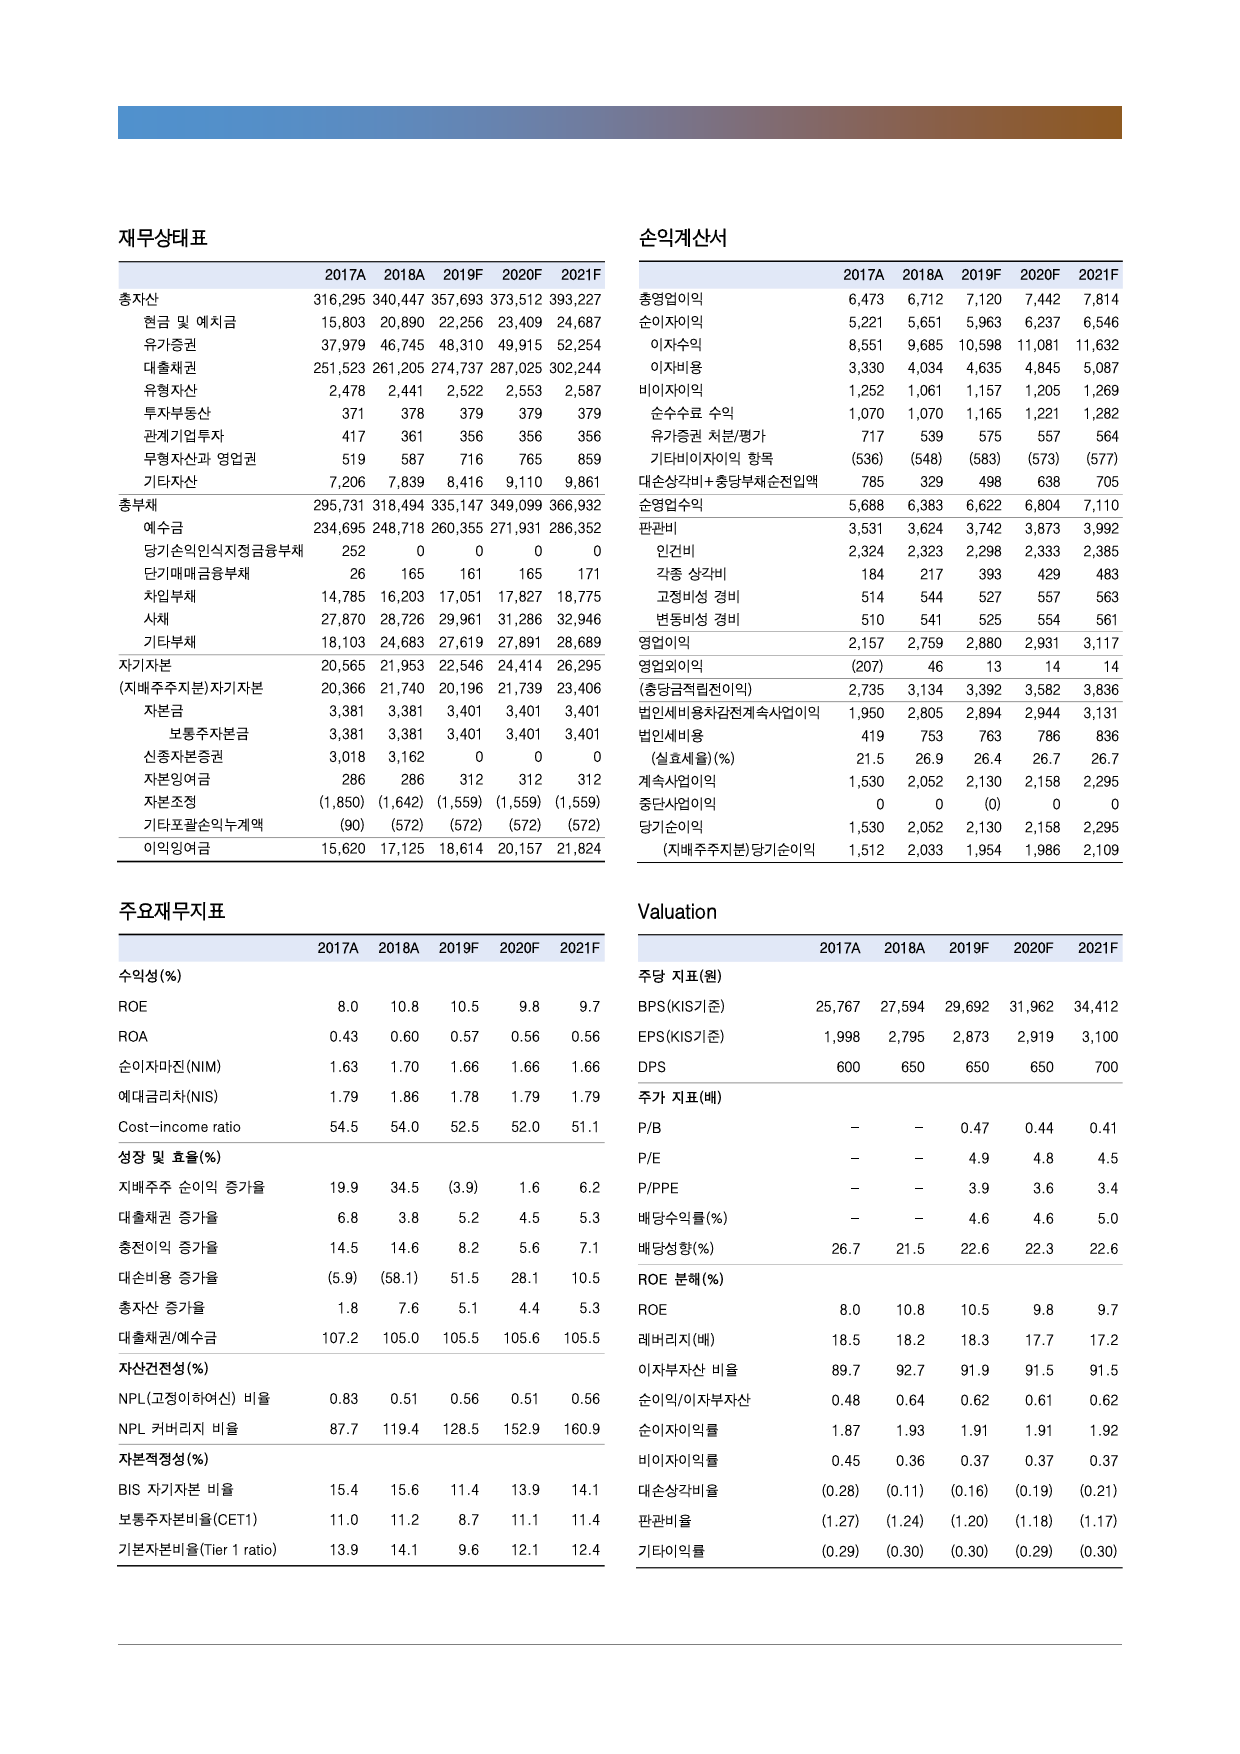 재무상태표
2017A 2018A 2019F 2020F 2021F
총자산 316,295 340,447 357,693 373,512 393,227
현금 및 예치금 15,803 20,890 22,256 23,409 24,687
유가증권 37,979 46,745 48,310 49,915 52,254
대출채권 251,523 261,205 274,737 287,025 302,244
유형자산 2,478 2,441 2,522 2,553 2,587
투자부동산 371 378 379 379 379
관계기업투자 417 361 356 356 356
무형자산과 영업권 519 587 716 765 859
기타자산 7,206 7,839 8,416 9,110 9,861
총부채 295,731 318,494 335,147 349,099 366,932
예수금 234,695 248,718 260,355 271,931 286,352
당기손익인식지정금융부채 252 0 0 0 0
단기매매금융부채 26 165 161 165 171
차입부채 14,785 16,203 17,051 17,827 18,775
사채 27,870 28,726 29,961 31,286 32,946
기타부채 18,103 24,683 27,619 27,891 28,689
자기자본 20,565 21,953 22,546 24,414 26,295
(지배주주지분)자기자본 20,366 21,740 20,196 21,739 23,406
자본금 3,381 3,381 3,401 3,401 3,401
보통주자본금 3,381 3,381 3,401 3,401 3,401
신종자본증권 3,018 3,162 0 0 0
자본잉여금 286 286 312 312 312
자본조정 (1,850) (1,642) (1,559) (1,559) (1,559)
기타포괄손익누계액 (90) (572) (572) (572) (572)
이익잉여금 15,620 17,125 18,614 20,157 21,824
손익계산서
2017A 2018A 2019F 2020F 2021F
총영업이익 6,473 6,712 7,120 7,442 7,814
순이자이익 5,221 5,651 5,963 6,237 6,546
이자수익 8,551 9,685 10,598 11,081 11,632
이자비용 3,330 4,034 4,635 4,845 5,087
비이자이익 1,252 1,061 1,157 1,205 1,269
순수수료 수익 1,070 1,070 1,165 1,221 1,282
유가증권 처분/평가 717 539 575 557 564
기타비이자이익 항목 (536) (548) (583) (573) (577)
대손상각비+충당부채순전입액 785 329 498 638 705
순영업수익 5,688 6,383 6,622 6,804 7,110
판관비 3,531 3,624 3,742 3,873 3,992
인건비 2,324 2,323 2,298 2,333 2,385
각종 상각비 184 217 393 429 483
고정비성 경비 514 544 527 557 563
변동비성 경비 510 541 525 554 561
영업이익 2,157 2,759 2,880 2,931 3,117
영업외이익 (207) 46 13 14 14
(충당금적립전이익) 2,735 3,134 3,392 3,582 3,836
법인세비용차감전계속사업이익 1,950 2,805 2,894 2,944 3,131
법인세비용 419 753 763 786 836
(실효세율)(%) 21.5 26.9 26.4 26.7 26.7
계속사업이익 1,530 2,052 2,130 2,158 2,295
중단사업이익 0 0 (0) 0 0
당기순이익 1,530 2,052 2,130 2,158 2,295
(지배주주지분)당기순이익 1,512 2,033 1,954 1,986 2,109
주요재무지표
2017A 2018A 2019F 2020F 2021F
수익성(%)
ROE 8.0 10.8 10.5 9.8 9.7
ROA 0.43 0.60 0.57 0.56 0.56
순이자마진(NIM) 1.63 1.70 1.66 1.66 1.66
예대금리차(NIS) 1.79 1.86 1.78 1.79 1.79
Cost-income ratio 54.5 54.0 52.5 52.0 51.1
성장 및 효율(%)
지배주주 순이익 증가율 19.9 34.5 (3.9) 1.6 6.2
대출채권 증가율 6.8 3.8 5.2 4.5 5.3
충전이익 증가율 14.5 14.6 8.2 5.6 7.1
대손비용 증가율 (5.9) (58.1) 51.5 28.1 10.5
총자산 증가율 1.8 7.6 5.1 4.4 5.3
대출채권/예수금 107.2 105.0 105.5 105.6 105.5
자산건전성(%)
NPL(고정이하여신) 비율 0.83 0.51 0.56 0.51 0.56
NPL 커버리지 비율 87.7 119.4 128.5 152.9 160.9
자본적정성(%)
BIS 자기자본 비율 15.4 15.6 11.4 13.9 14.1
보통주자본비율(CET1) 11.0 11.2 8.7 11.1 11.4
기본자본비율(Tier 1 ratio) 13.9 14.1 9.6 12.1 12.4
Valuation
2017A 2018A 2019F 2020F 2021F
주당 지표(원)
BPS(KIS기준) 25,767 27,594 29,692 31,962 34,412
EPS(KIS기준) 1,998 2,795 2,873 2,919 3,100
DPS 600 650 650 650 700
주가 지표(배)
P/B - - 0.47 0.44 0.41
P/E - - 4.9 4.8 4.5
P/PPE - - 3.9 3.6 3.4
배당수익률(%) - - 4.6 4.6 5.0
배당성향(%) 26.7 21.5 22.6 22.3 22.6
ROE 분해(%)
ROE 8.0 10.8 10.5 9.8 9.7
레버리지(배) 18.5 18.2 18.3 17.7 17.2
이자부자산 비율 89.7 92.7 91.9 91.5 91.5
순이익/이자부자산 0.48 0.64 0.62 0.61 0.62
순이자이익률 1.87 1.93 1.91 1.91 1.92
비이자이익률 0.45 0.36 0.37 0.37 0.37
대손상각비율 (0.28) (0.11) (0.16) (0.19) (0.21)
판관비율 (1.27) (1.24) (1.20) (1.18) (1.17)
기타이익률 (0.29) (0.30) (0.30) (0.29) (0.30)